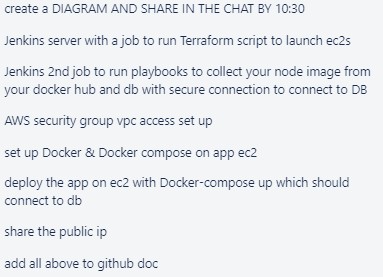 create a DIAGRAM AND SHARE IN THE CHAT BY 10:30
Jenkins server with a job to run Terraform script to launch ec2s
Jenkins 2nd job to run playbooks to collect your node image from
your docker hub and db with secure connection to connect to DB
AWS security group vpc access set up
set up Docker & Docker compose on app ec2
deploy the app on ec2 with Docker-compose up which should
connect to db
share the public ip
add all above to github doc